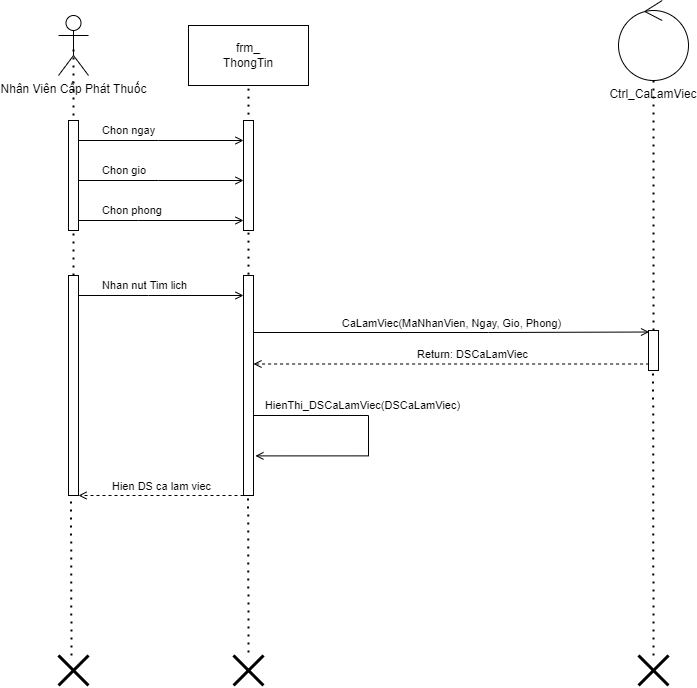 frm_
ThongTin
Nhân Viên Cấp Phát Thuốc
Ctrl_CaLamViec
Chon ngay
Chon gio
Chon phong
Nhan nut Tim lich
CaLamViec(MaNhanVien, Ngay, Gio, Phong)
Return: DSCaLamViec
HienThi_DSCaLamViec(DSCaLamViec)
Hien DS ca lam viec